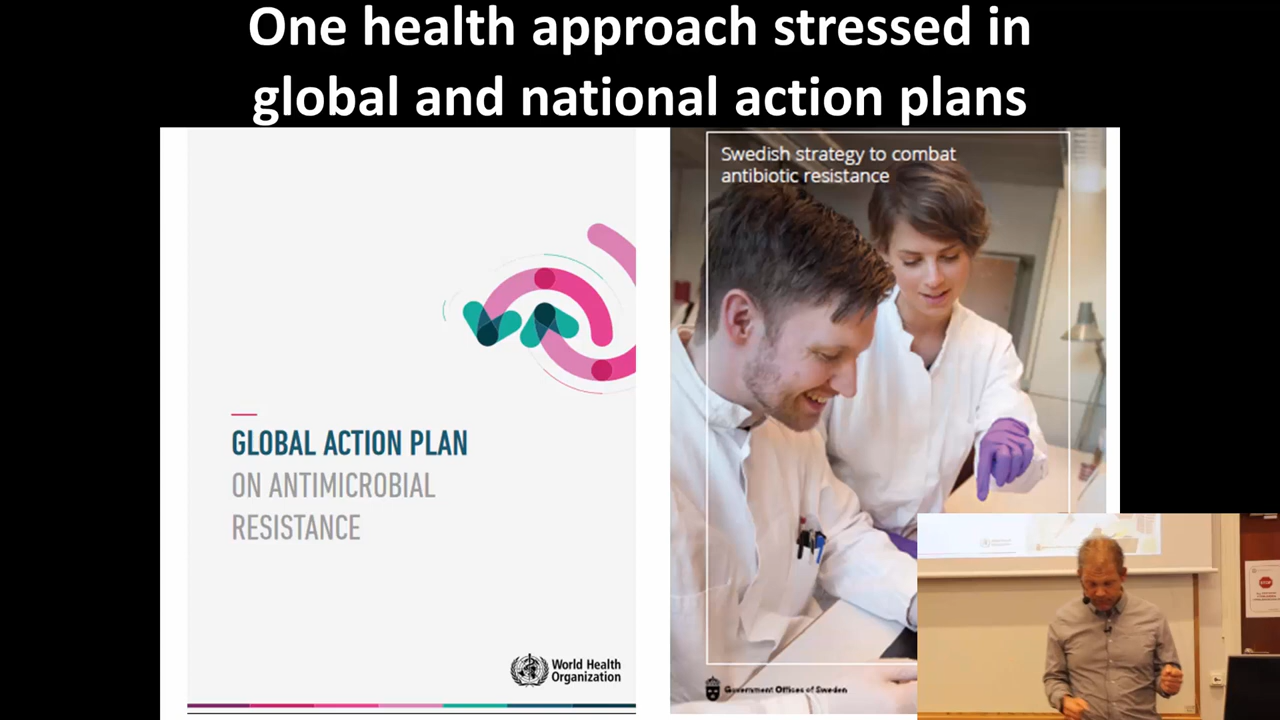 One health approach stressed in
global and national action plans
GLOBAL ACTION PLAN
ON ANTIMICROBIAL
RESISTANCE
World Health
Organization
Swedish strategy to combat
antibiotic resistance
Government Offices of Sweden
STOP